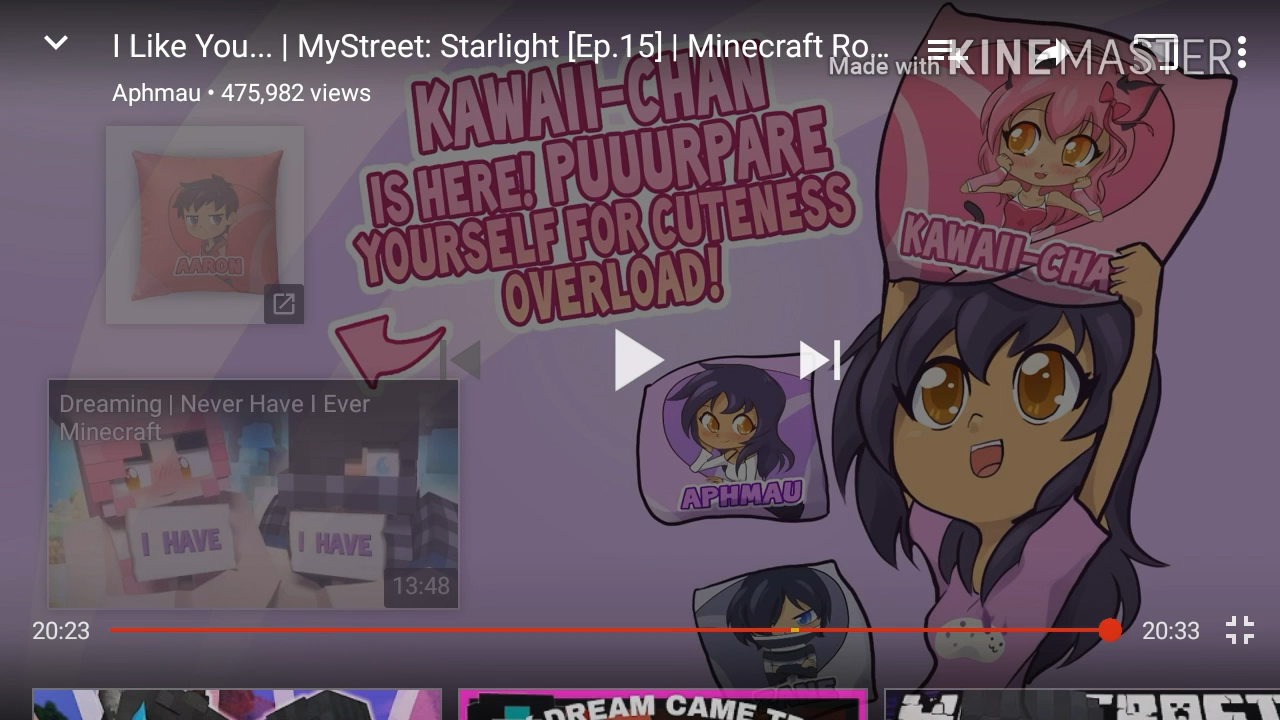 I Like You... | MyStreet: Starlight [Ep.15] | Minecraft Ro...
Made with KINEMASTER
Aphmau • 475,982 views
KAWAII-CHAN
IS HERE! PUUURPARE
YOURSELF FOR CUTENESS
OVERLOAD!
KAWAII-CHA
AARON
Dreaming | Never Have I Ever
Minecraft
I HAVE
I HAVE
13:48
APHMAU
20:23
20:33
DREAM CAME